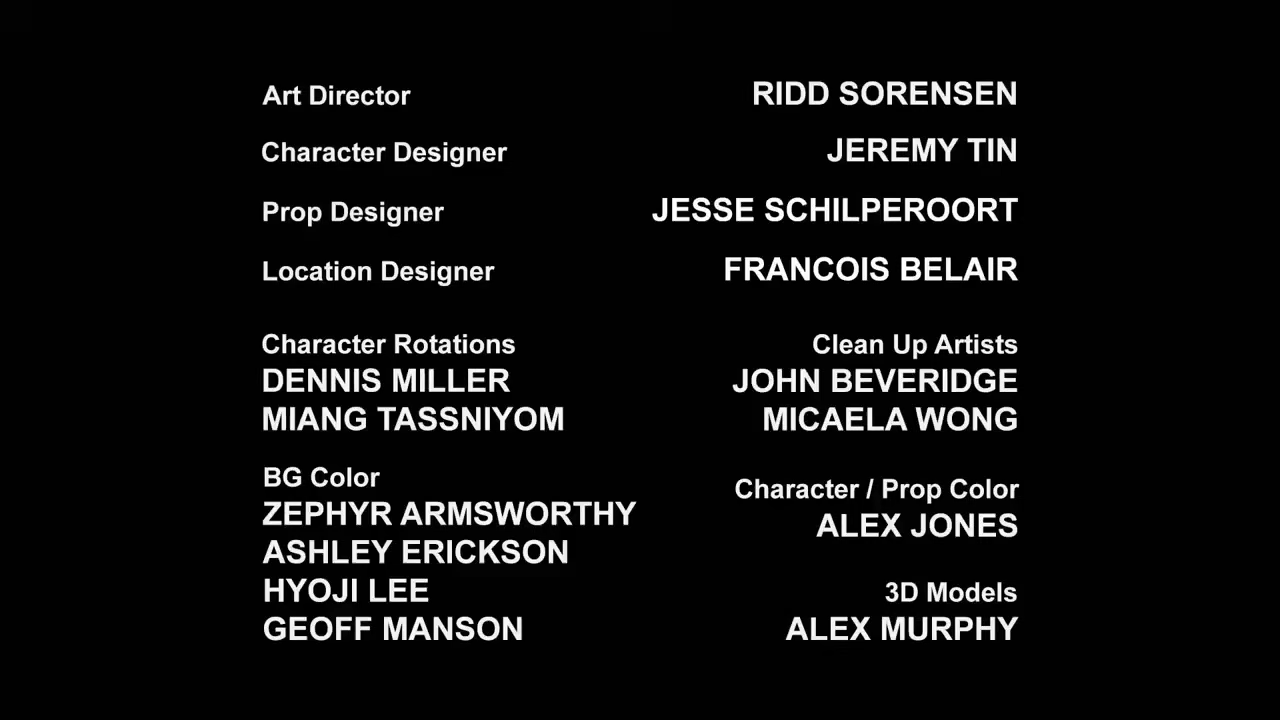 Art Director RIDD SORENSEN
Character Designer JEREMY TIN
Prop Designer JESSE SCHILPEROORT
Location Designer FRANCOIS BELAIR
Character Rotations
DENNIS MILLER
MIANG TASSNIYOM
Clean Up Artists
JOHN BEVERIDGE
MICAELA WONG
BG Color
ZEPHYR ARMSWORTHY
ASHLEY ERICKSON
HYOJI LEE
GEOFF MANSON
Character / Prop Color
ALEX JONES
3D Models
ALEX MURPHY